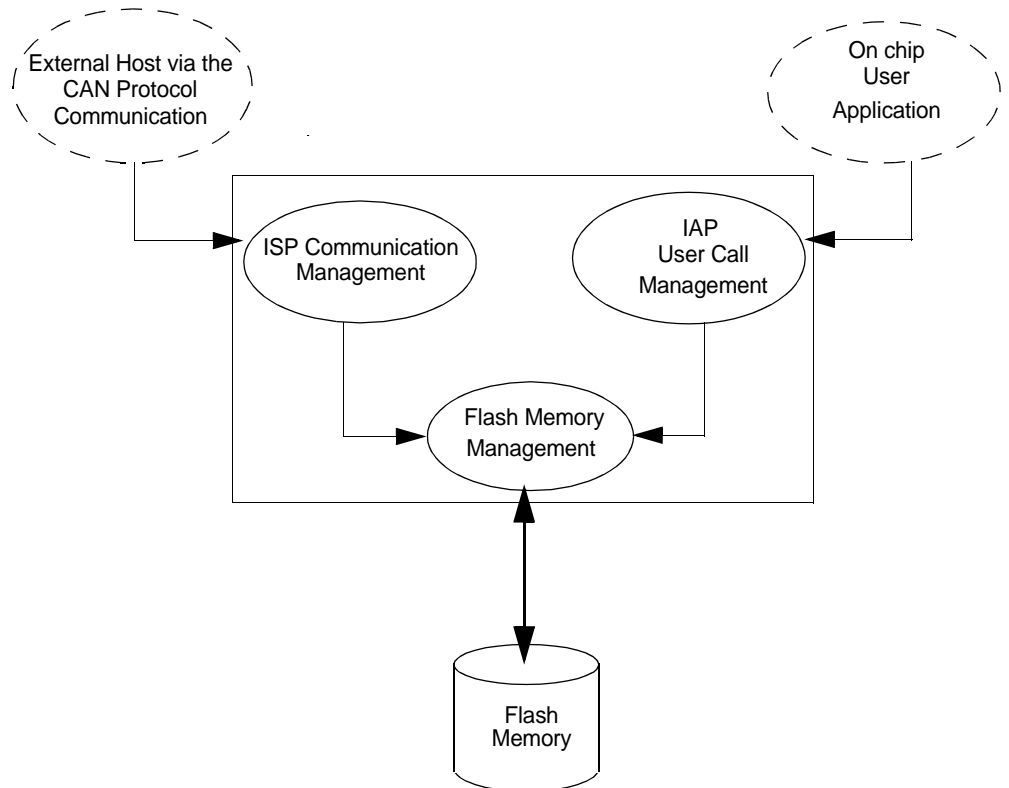 External Host via the
CAN Protocol
Communication
On chip
User
Application
ISP Communication
Management
IAP
User Call
Management
Flash Memory
Management
Flash
Memory